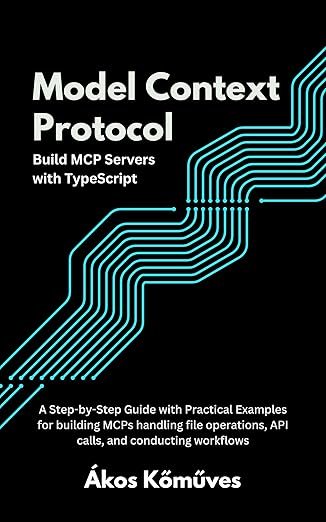 Model Context
Protocol
Build MCP Servers
with TypeScript
A Step-by-Step Guide with Practical Examples
for building MCPs handling file operations, API
calls, and conducting workflows
Ákos Kőműves